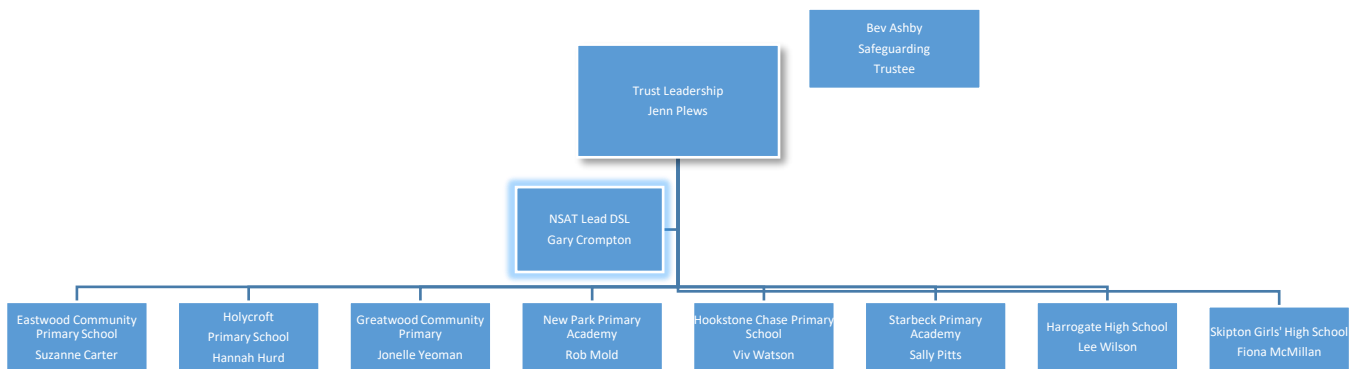 Bev Ashby
Safeguarding
Trustee
Trust Leadership
Jenn Plews
NSAT Lead DSL
Gary Crompton
Eastwood Community
Primary School
Suzanne Carter
Holycroft
Primary School
Hannah Hurd
Greatwood Community
Primary
Jonelle Yeoman
New Park Primary
Academy
Rob Mold
Hookstone Chase Primary
School
Viv Watson
Starbeck Primary
Academy
Sally Pitts
Harrogate High School
Lee Wilson
Skipton Girls' High School
Fiona McMillan